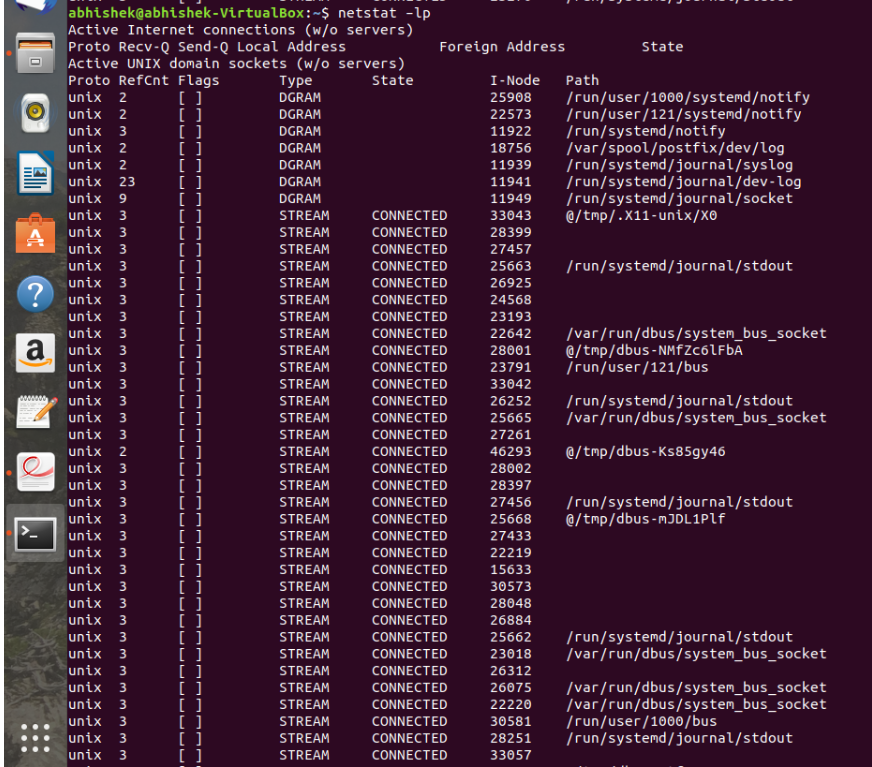 abhishek@abhishek-VirtualBox:~$ netstat -lp
Active Internet connections (w/o servers)
Proto Recv-Q Send-Q Local Address Foreign Address State
Active UNIX domain sockets (w/o servers)
Proto RefCnt Flags Type State I-Node Path
unix 2 [ ] DGRAM 25908 /run/user/1000/systemd/notify
unix 2 [ ] DGRAM 22573 /run/user/121/systemd/notify
unix 3 [ ] DGRAM 11922 /run/systemd/notify
unix 2 [ ] DGRAM 18756 /var/spool/postfix/dev/log
unix 2 [ ] DGRAM 11939 /run/systemd/journal/syslog
unix 23 [ ] DGRAM 11941 /run/systemd/journal/dev-log
unix 9 [ ] DGRAM 11949 /run/systemd/journal/socket
unix 3 [ ] STREAM CONNECTED 33043 @/tmp/.X11-unix/X0
unix 3 [ ] STREAM CONNECTED 28399
unix 3 [ ] STREAM CONNECTED 27457
unix 3 [ ] STREAM CONNECTED 25663 /run/systemd/journal/stdout
unix 3 [ ] STREAM CONNECTED 26925
unix 3 [ ] STREAM CONNECTED 24568
unix 3 [ ] STREAM CONNECTED 23193
unix 3 [ ] STREAM CONNECTED 22642 /var/run/dbus/system_bus_socket
unix 3 [ ] STREAM CONNECTED 28001 @/tmp/dbus-NMfZc6lFbA
unix 3 [ ] STREAM CONNECTED 23791 /run/user/121/bus
unix 3 [ ] STREAM CONNECTED 33042
unix 3 [ ] STREAM CONNECTED 26252 /run/systemd/journal/stdout
unix 3 [ ] STREAM CONNECTED 25665 /var/run/dbus/system_bus_socket
unix 3 [ ] STREAM CONNECTED 27261
unix 2 [ ] STREAM CONNECTED 46293 @/tmp/dbus-Ks85gy46
unix 3 [ ] STREAM CONNECTED 28002
unix 3 [ ] STREAM CONNECTED 28397
unix 3 [ ] STREAM CONNECTED 27456 /run/systemd/journal/stdout
unix 3 [ ] STREAM CONNECTED 25668 @/tmp/dbus-mJDL1Plf
unix 3 [ ] STREAM CONNECTED 27433
unix 3 [ ] STREAM CONNECTED 22219
unix 3 [ ] STREAM CONNECTED 15633
unix 3 [ ] STREAM CONNECTED 30573
unix 3 [ ] STREAM CONNECTED 28048
unix 3 [ ] STREAM CONNECTED 26884
unix 3 [ ] STREAM CONNECTED 25662 /run/systemd/journal/stdout
unix 3 [ ] STREAM CONNECTED 23018 /var/run/dbus/system_bus_socket
unix 3 [ ] STREAM CONNECTED 26312
unix 3 [ ] STREAM CONNECTED 26075 /var/run/dbus/system_bus_socket
unix 3 [ ] STREAM CONNECTED 22220 /var/run/dbus/system_bus_socket
unix 3 [ ] STREAM CONNECTED 30581 /run/user/1000/bus
unix 3 [ ] STREAM CONNECTED 28251 /run/systemd/journal/stdout
unix 3 [ ] STREAM CONNECTED 33057